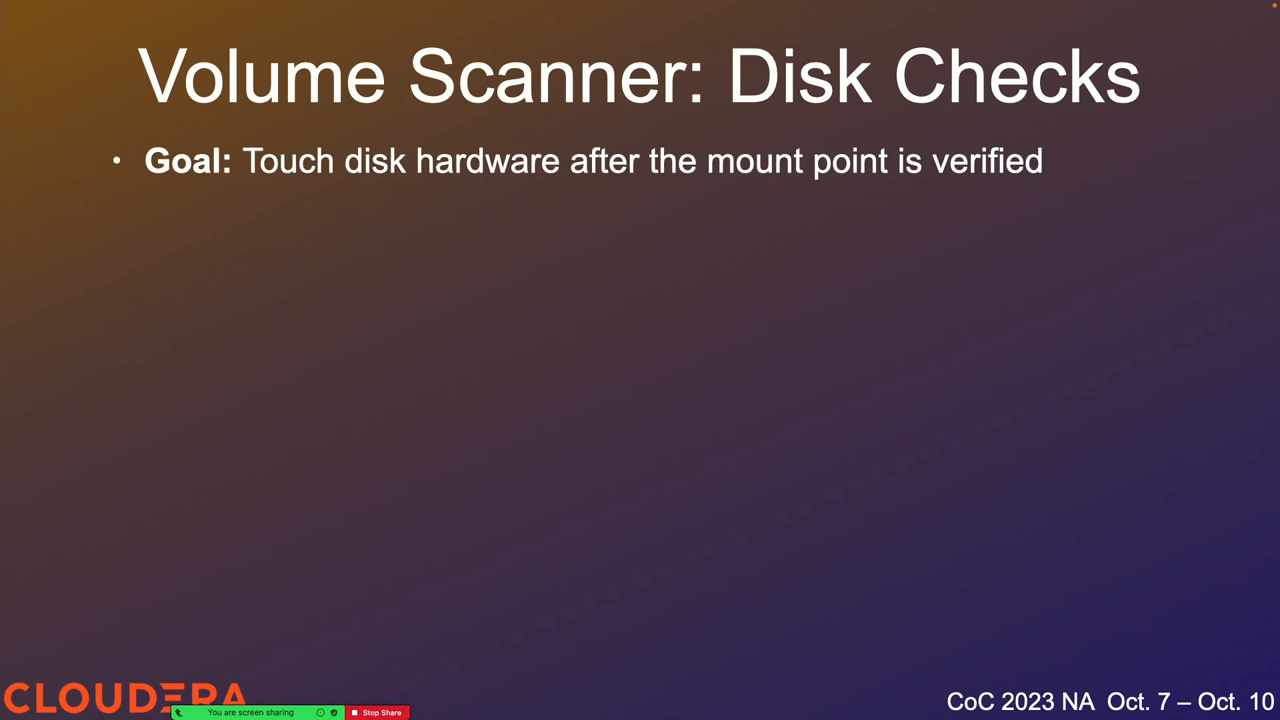 Volume Scanner: Disk Checks
• Goal: Touch disk hardware after the mount point is verified
CLOUDERA
You are screen sharing
Stop Share
CoC 2023 NA Oct. 7 – Oct. 10